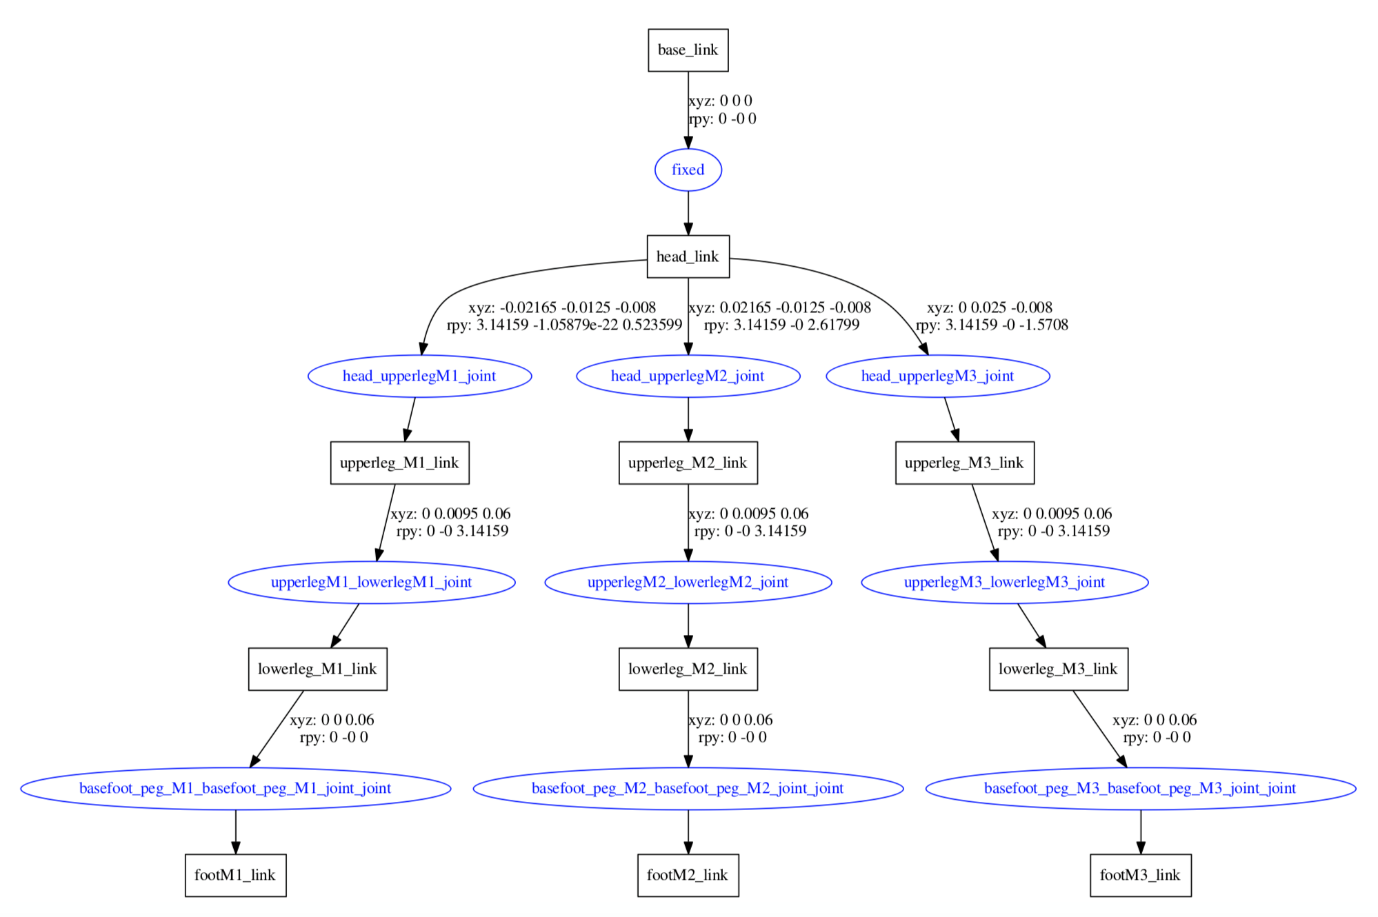 base_link
xyz: 0 0 0
rpy: 0 -0 0
fixed
head_link
xyz: -0.02165 -0.0125 -0.008
rpy: 3.14159 -1.05879e-22 0.523599
xyz: 0.02165 -0.0125 -0.008
rpy: 3.14159 -0 2.61799
xyz: 0 0.025 -0.008
rpy: 3.14159 -0 -1.5708
head_upperlegM1_joint
head_upperlegM2_joint
head_upperlegM3_joint
upperleg_M1_link
upperleg_M2_link
upperleg_M3_link
xyz: 0 0.0095 0.06
rpy: 0 -0 3.14159
xyz: 0 0.0095 0.06
rpy: 0 -0 3.14159
xyz: 0 0.0095 0.06
rpy: 0 -0 3.14159
upperlegM1_lowerlegM1_joint
upperlegM2_lowerlegM2_joint
upperlegM3_lowerlegM3_joint
lowerleg_M1_link
lowerleg_M2_link
lowerleg_M3_link
xyz: 0 0 0.06
rpy: 0 -0 0
xyz: 0 0 0.06
rpy: 0 -0 0
xyz: 0 0 0.06
rpy: 0 -0 0
basefoot_peg_M1_basefoot_peg_M1_joint_joint
basefoot_peg_M2_basefoot_peg_M2_joint_joint
basefoot_peg_M3_basefoot_peg_M3_joint_joint
footM1_link
footM2_link
footM3_link